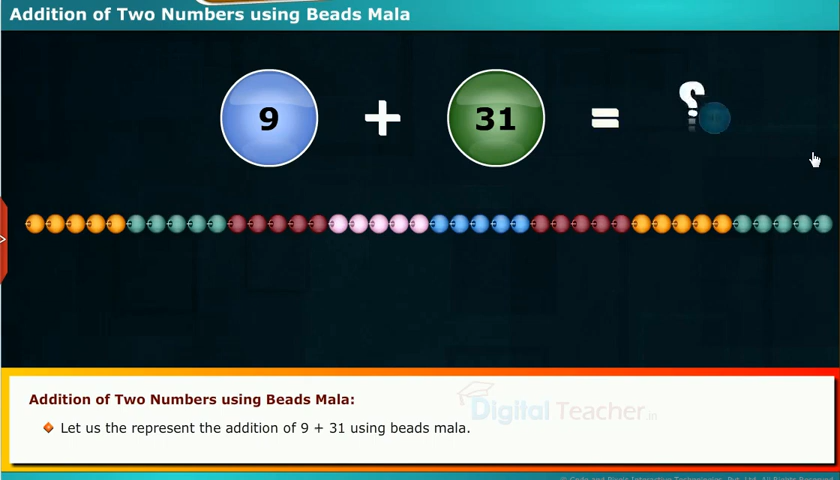 Addition of Two Numbers using Beads Mala
9 + 31 = ?
Addition of Two Numbers using Beads Mala:
Let us the represent the addition of 9 + 31 using beads mala.
Digital Teacher.in